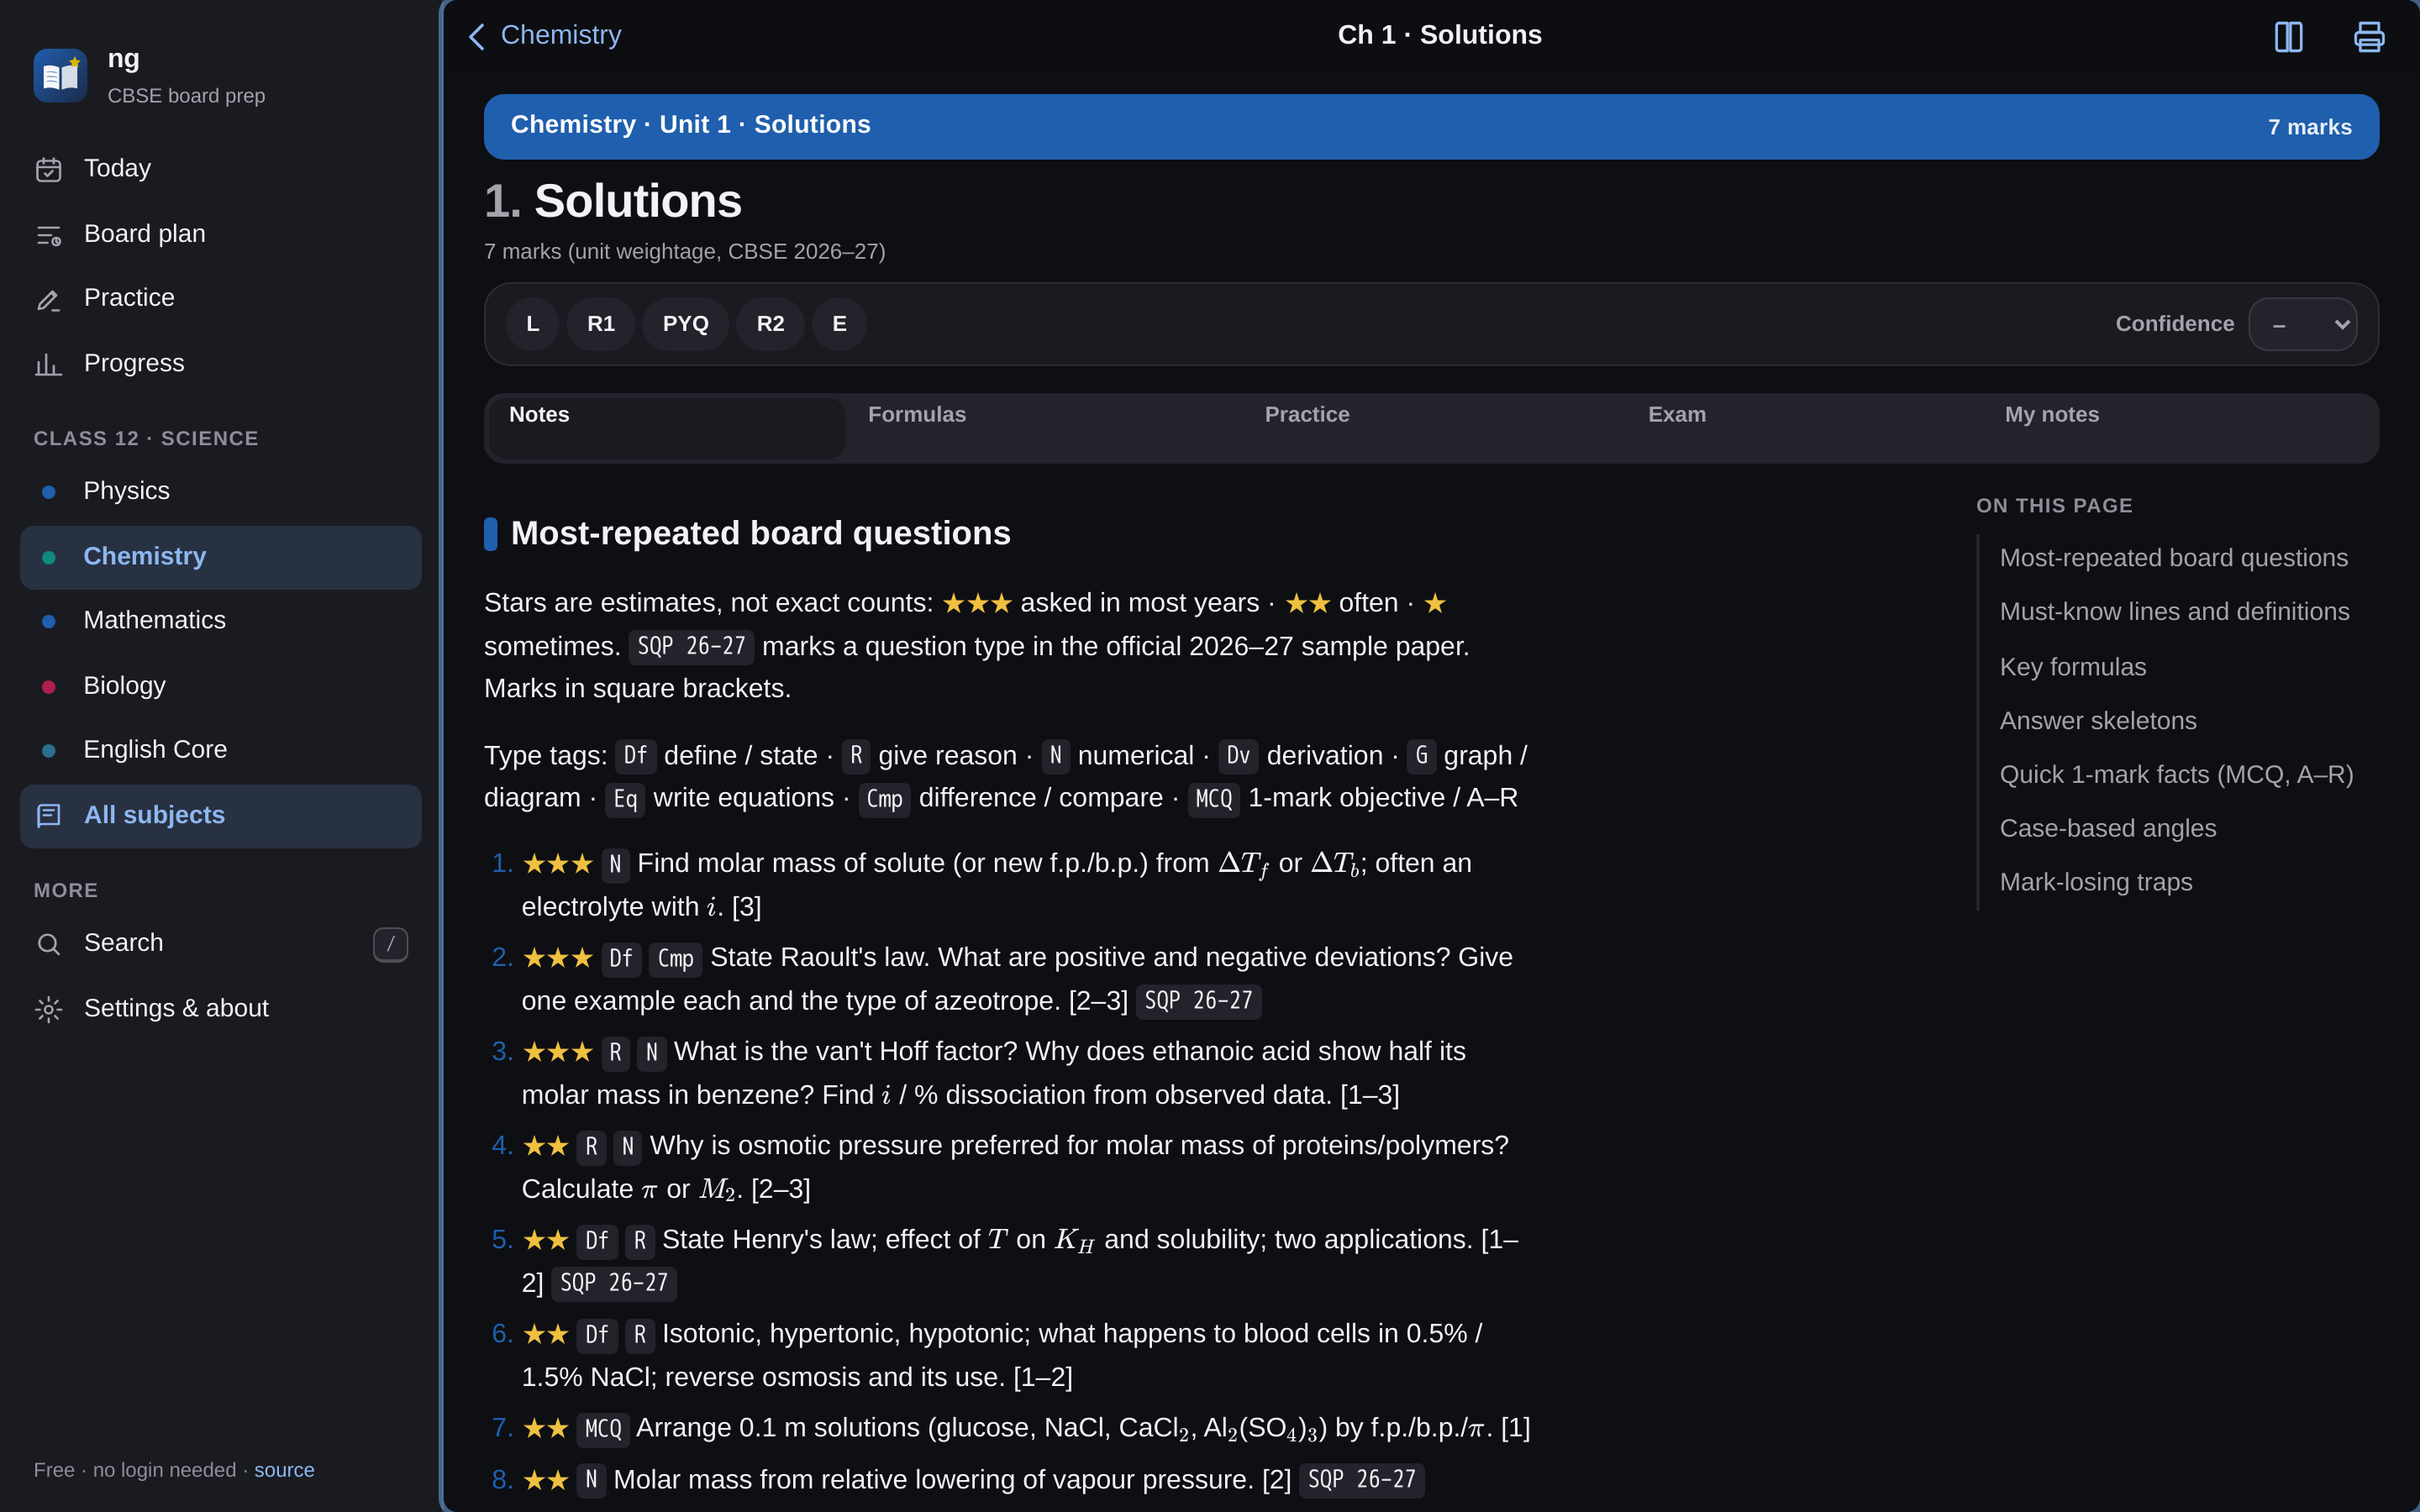 ng
CBSE board prep
Today
Board plan
Practice
Progress
CLASS 12 · SCIENCE
Physics
Chemistry
Mathematics
Biology
English Core
All subjects
MORE
Search /
Settings & about
Free · no login needed · source
Chemistry
Ch 1 · Solutions
Chemistry · Unit 1 · Solutions
7 marks
1. Solutions
7 marks (unit weightage, CBSE 2026–27)
L R1 PYQ R2 E
Confidence –
Notes Formulas Practice Exam My notes
Most-repeated board questions
Stars are estimates, not exact counts: ★★★ asked in most years · ★★ often · ★
sometimes. SQP 26–27 marks a question type in the official 2026–27 sample paper.
Marks in square brackets.
Type tags: Df define / state · R give reason · N numerical · Dv derivation · G graph /
diagram · Eq write equations · Cmp difference / compare · MCQ 1-mark objective / A–R
1. ★★★ N Find molar mass of solute (or new f.p./b.p.) from ΔT_f or ΔT_b; often an
electrolyte with i. [3]
2. ★★★ Df Cmp State Raoult's law. What are positive and negative deviations? Give
one example each and the type of azeotrope. [2–3] SQP 26–27
3. ★★★ R N What is the van't Hoff factor? Why does ethanoic acid show half its
molar mass in benzene? Find i / % dissociation from observed data. [1–3]
4. ★★ R N Why is osmotic pressure preferred for molar mass of proteins/polymers?
Calculate π or M₂. [2–3]
5. ★★ Df R State Henry's law; effect of T on K_H and solubility; two applications. [1–
2] SQP 26–27
6. ★★ Df R Isotonic, hypertonic, hypotonic; what happens to blood cells in 0.5% /
1.5% NaCl; reverse osmosis and its use. [1–2]
7. ★★ MCQ Arrange 0.1 m solutions (glucose, NaCl, CaCl₂, Al₂(SO₄)₃) by f.p./b.p./π. [1]
8. ★★ N Molar mass from relative lowering of vapour pressure. [2] SQP 26–27
ON THIS PAGE
Most-repeated board questions
Must-know lines and definitions
Key formulas
Answer skeletons
Quick 1-mark facts (MCQ, A–R)
Case-based angles
Mark-losing traps